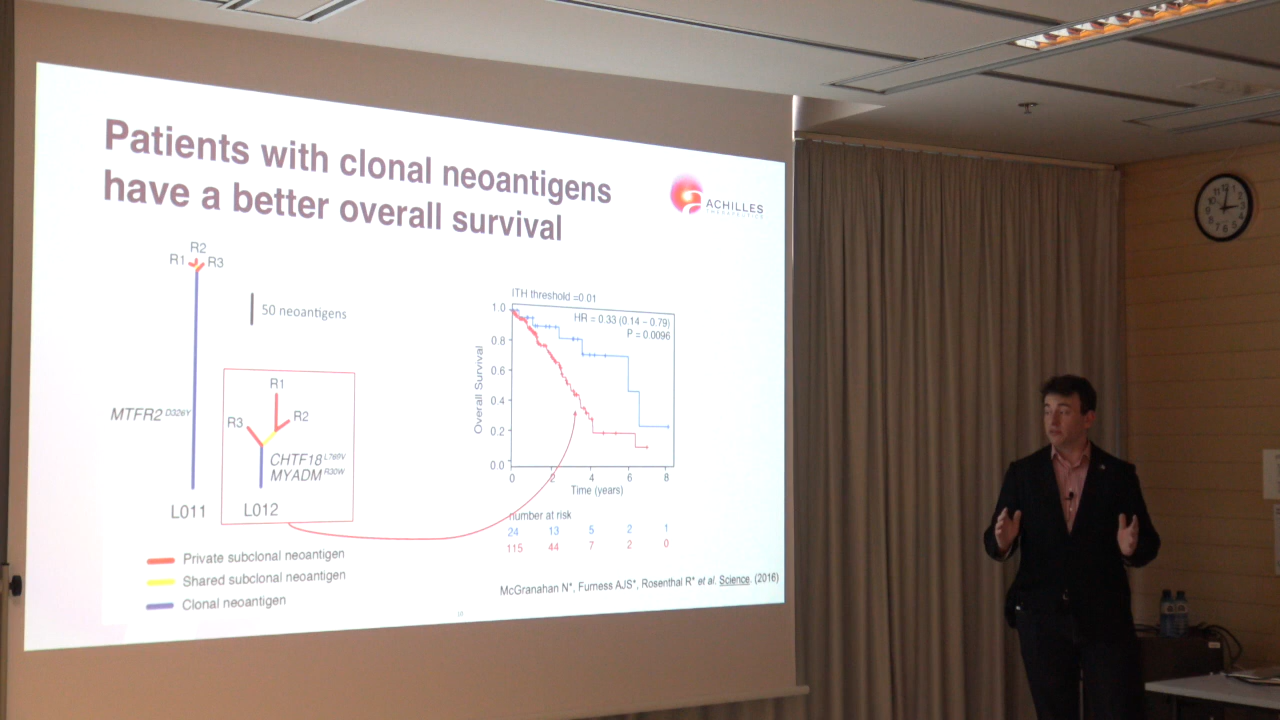 Patients with clonal neoantigens
have a better overall survival
ACHILLES
THERAPEUTICS
R2
R1
R3
50 neoantigens
MTFR2 D326Y
R1
R3
R2
CHTF18 L769V
MYADM R30W
L011
L012
Private subclonal neoantigen
Shared subclonal neoantigen
Clonal neoantigen
ITH threshold =0.01
HR = 0.33 (0.14 – 0.79)
P = 0.0096
Overall Survival
1.0
0.8
0.6
0.4
0.2
0.0
0 2 4 6 8
Time (years)
number at risk
24 13 5 2 1
115 44 7 2 0
McGranahan N*, Furness AJS*, Rosenthal R* et al. Science. (2016)